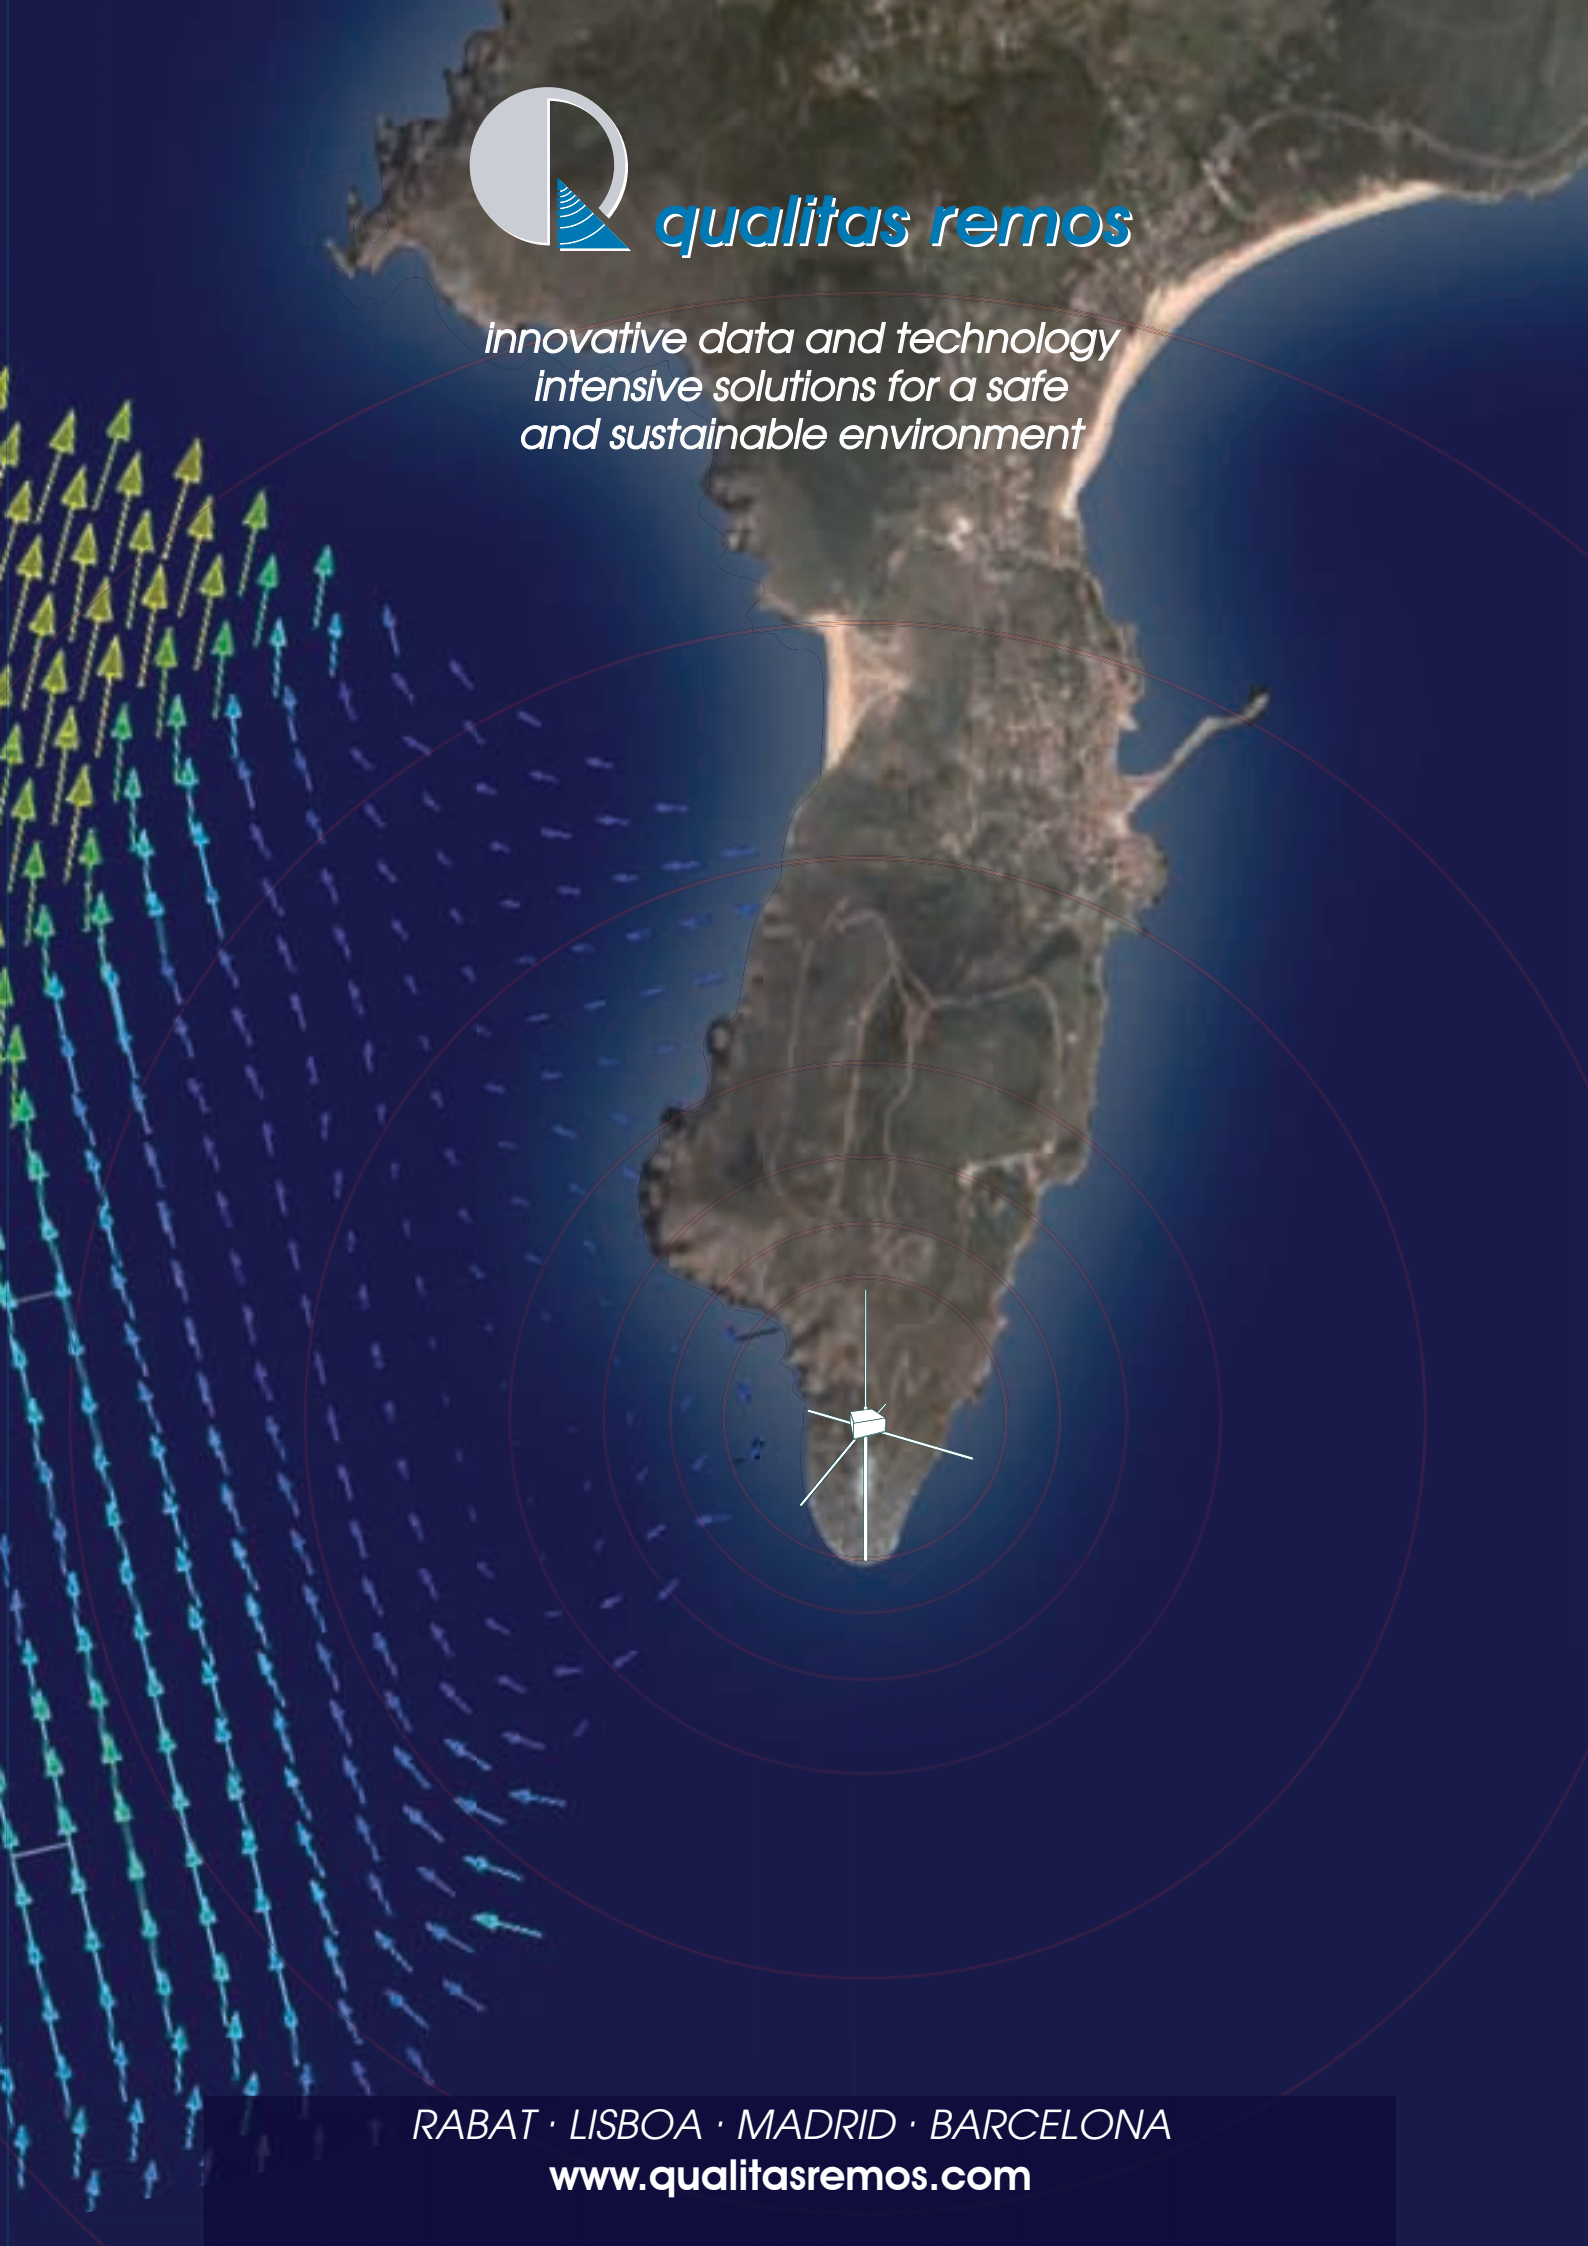 qualitas remos
innovative data and technology
intensive solutions for a safe
and sustainable environment
RABAT · LISBOA · MADRID · BARCELONA
www.qualitasremos.com